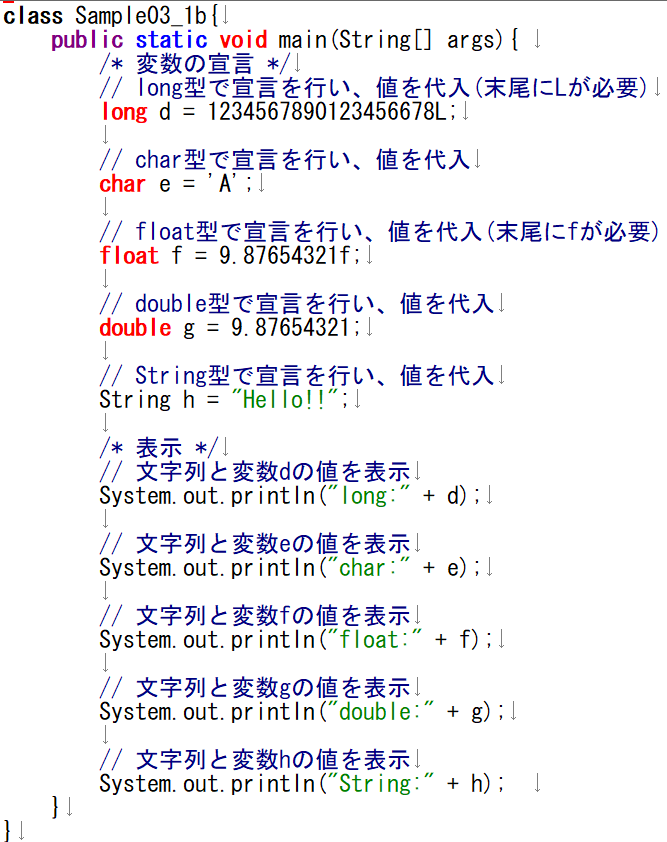 class Sample03_1b{↓
public static void main(String[] args){ ↓
/* 変数の宣言 */↓
// long型で宣言を行い、値を代入(末尾にLが必要)↓
long d = 1234567890123456678L;↓
↓
// char型で宣言を行い、値を代入↓
char e = 'A';↓
↓
// float型で宣言を行い、値を代入(末尾にfが必要)
float f = 9.87654321f;↓
↓
// double型で宣言を行い、値を代入↓
double g = 9.87654321;↓
↓
// String型で宣言を行い、値を代入↓
String h = "Hello!!";↓
↓
/* 表示 */↓
// 文字列と変数dの値を表示↓
System.out.println("long:" + d);↓
↓
// 文字列と変数eの値を表示↓
System.out.println("char:" + e);↓
↓
// 文字列と変数fの値を表示↓
System.out.println("float:" + f);↓
↓
// 文字列と変数gの値を表示↓
System.out.println("double:" + g);↓
↓
// 文字列と変数hの値を表示↓
System.out.println("String:" + h);  ↓
}↓
}↓